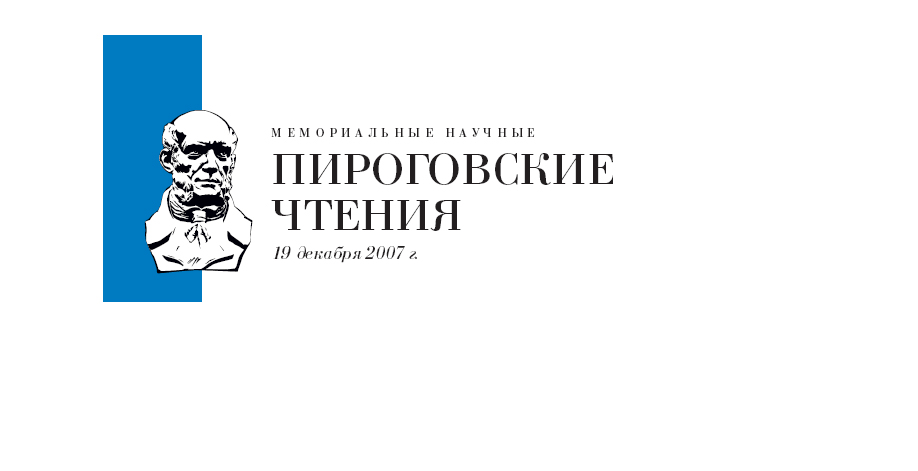 МЕМОРИАЛЬНЫЕ НАУЧНЫЕ
ПИРОГОВСКИЕ
ЧТЕНИЯ
19 декабря 2007 г.